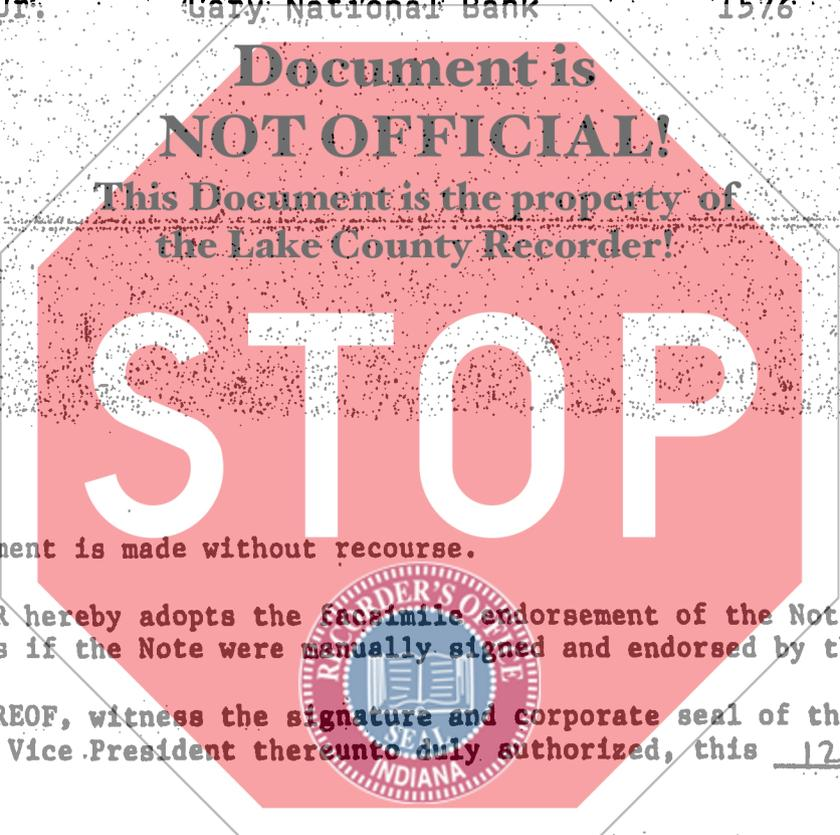 ur. Gary National Bank 1576
Document is
NOT OFFICIAL!
This Document is the property of
the Lake County Recorder!
STOP
ment is made without recourse.
R hereby adopts the facsimile endorsement of the Not
s if the Note were manually signed and endorsed by t
REOF, witness the signature and corporate seal of th
Vice President thereunto duly authorized, this 12
RECORDER'S OFFICE
SEAL
INDIANA